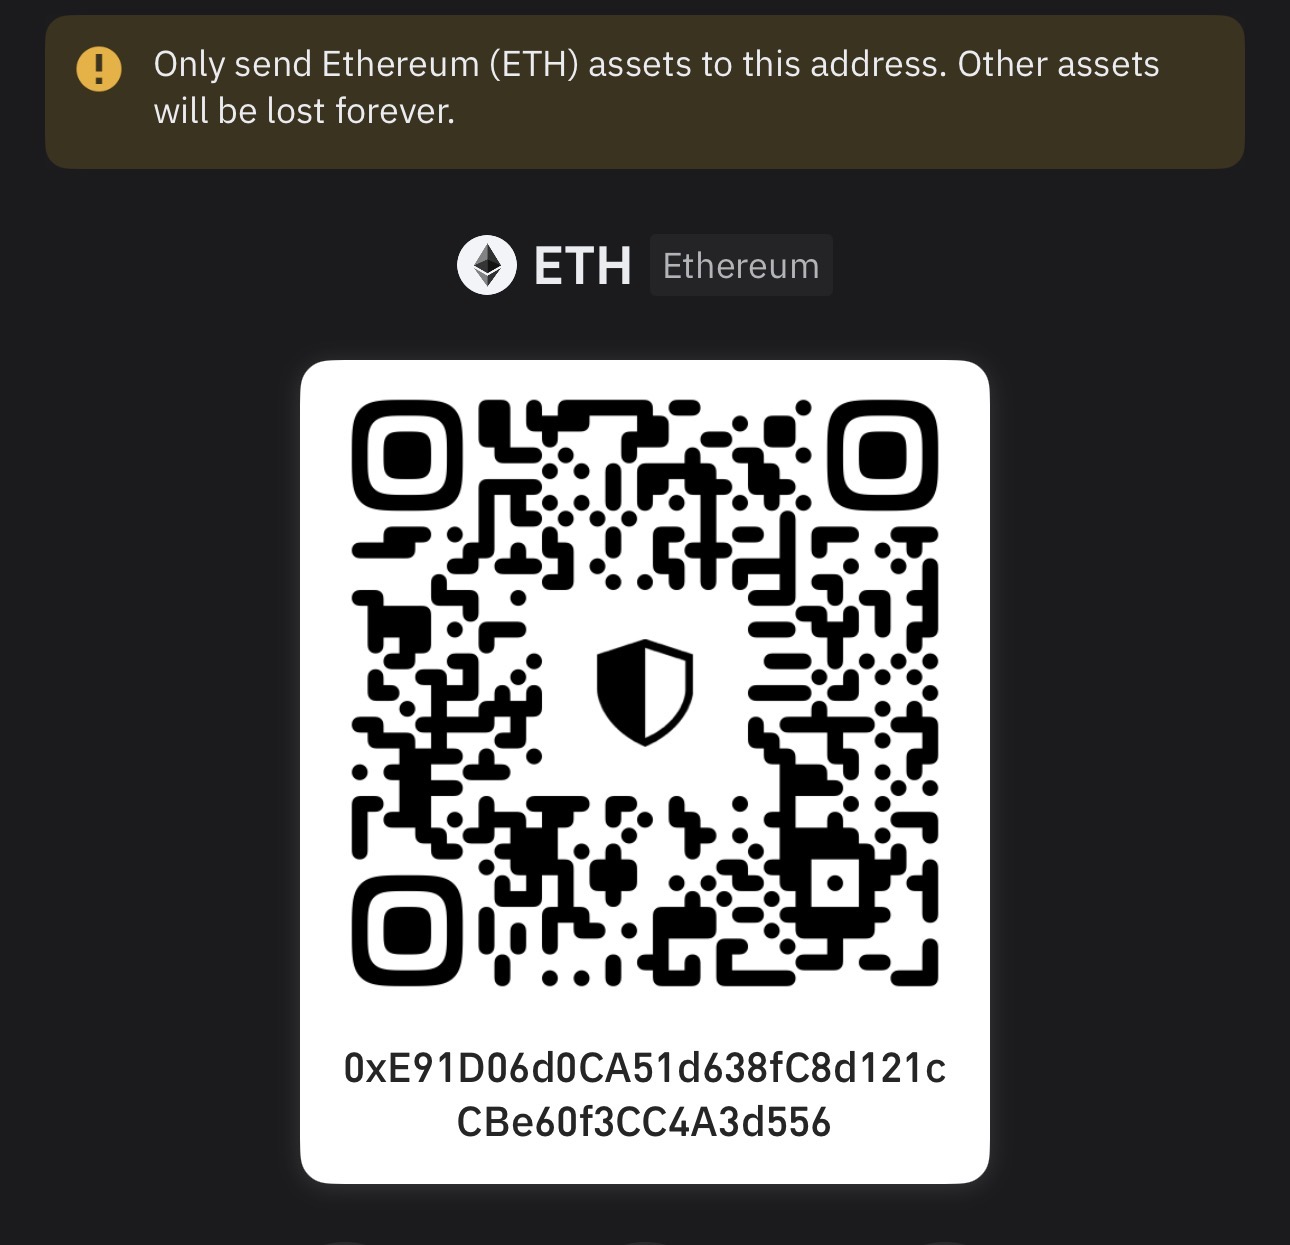 Only send Ethereum (ETH) assets to this address. Other assets
will be lost forever.
ETH Ethereum
0xE91D06d0CA51d638fC8d121c
CBe60f3CC4A3d556